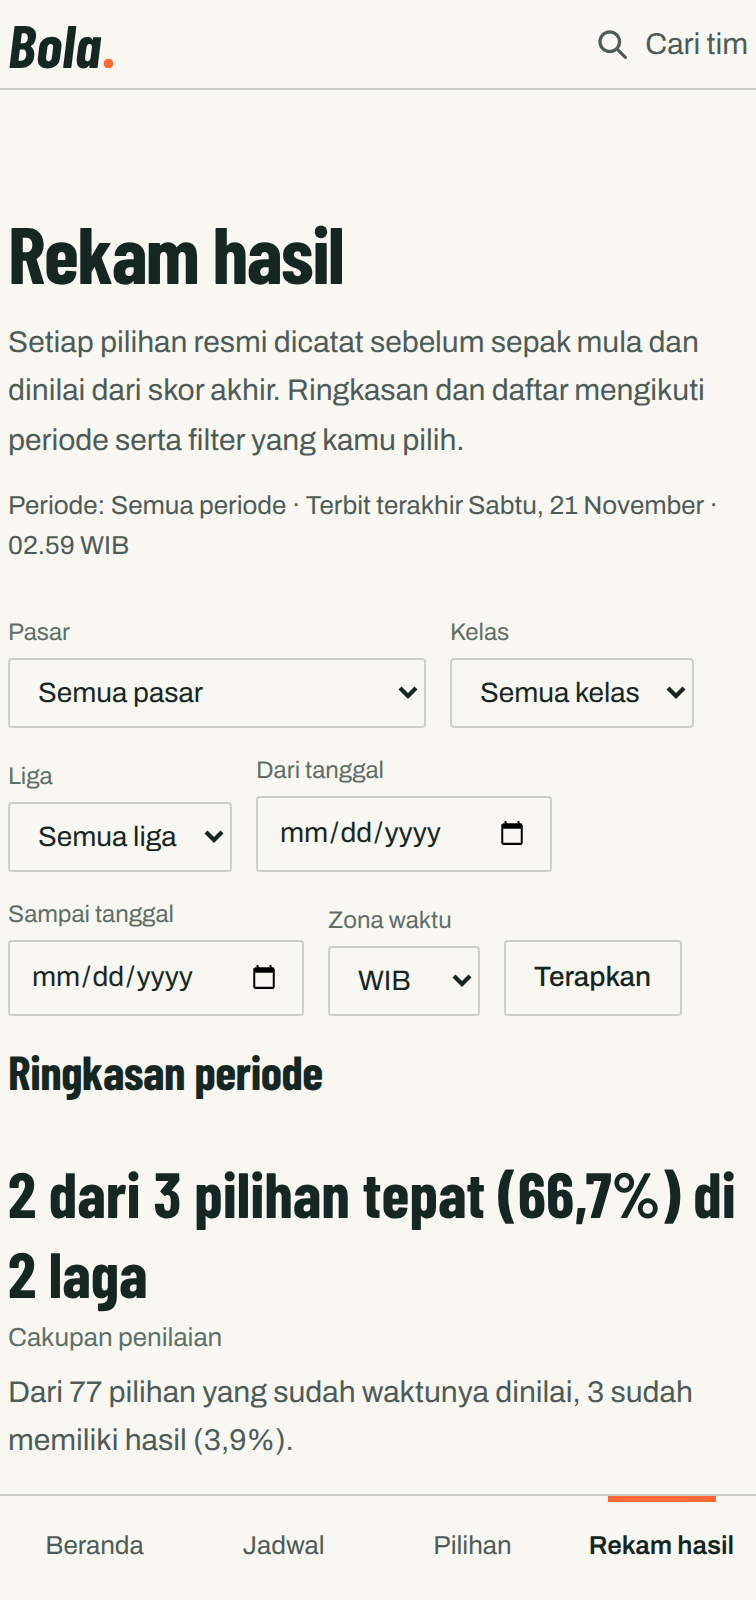 Bola.
Cari tim
Rekam hasil
Setiap pilihan resmi dicatat sebelum sepak mula dan
dinilai dari skor akhir. Ringkasan dan daftar mengikuti
periode serta filter yang kamu pilih.
Periode: Semua periode · Terbit terakhir Sabtu, 21 November ·
02.59 WIB
Pasar
Kelas
Semua pasar
Semua kelas
Liga
Dari tanggal
Semua liga
mm/dd/yyyy
Sampai tanggal
Zona waktu
mm/dd/yyyy
WIB
Terapkan
Ringkasan periode
2 dari 3 pilihan tepat (66,7%) di
2 laga
Cakupan penilaian
Dari 77 pilihan yang sudah waktunya dinilai, 3 sudah
memiliki hasil (3,9%).
Beranda
Jadwal
Pilihan
Rekam hasil